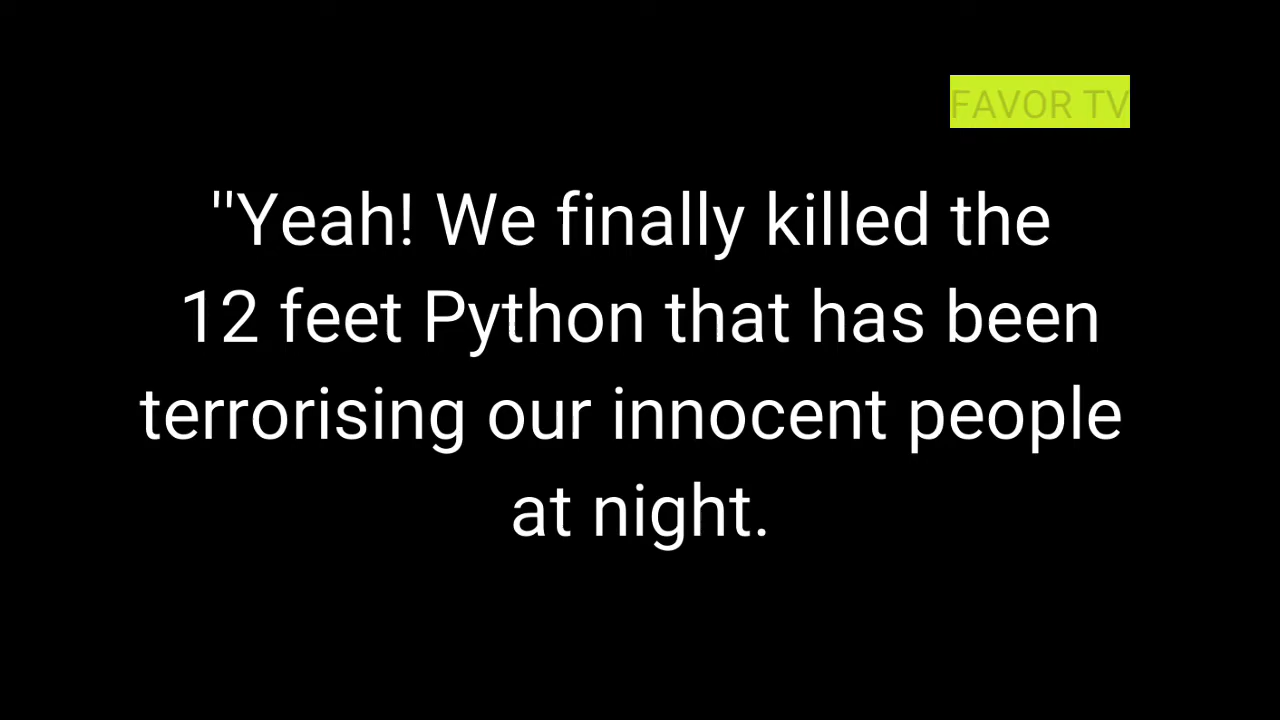 FAVOR TV
"Yeah! We finally killed the
12 feet Python that has been
terrorising our innocent people
at night.